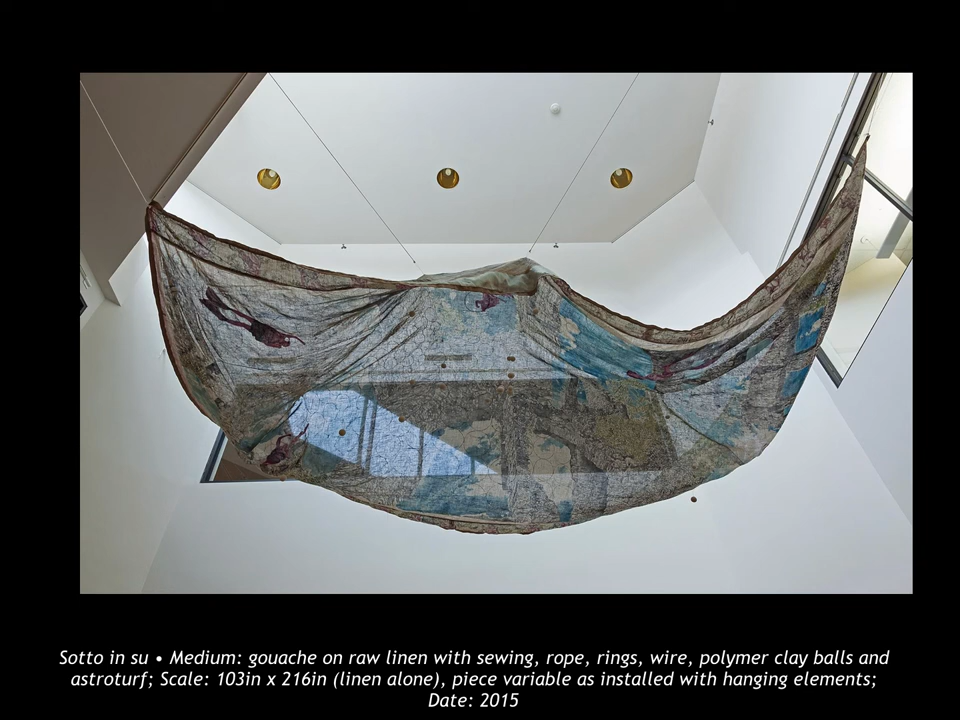 Sotto in su • Medium: gouache on raw linen with sewing, rope, rings, wire, polymer clay balls and
astroturf; Scale: 103in x 216in (linen alone), piece variable as installed with hanging elements;
Date: 2015